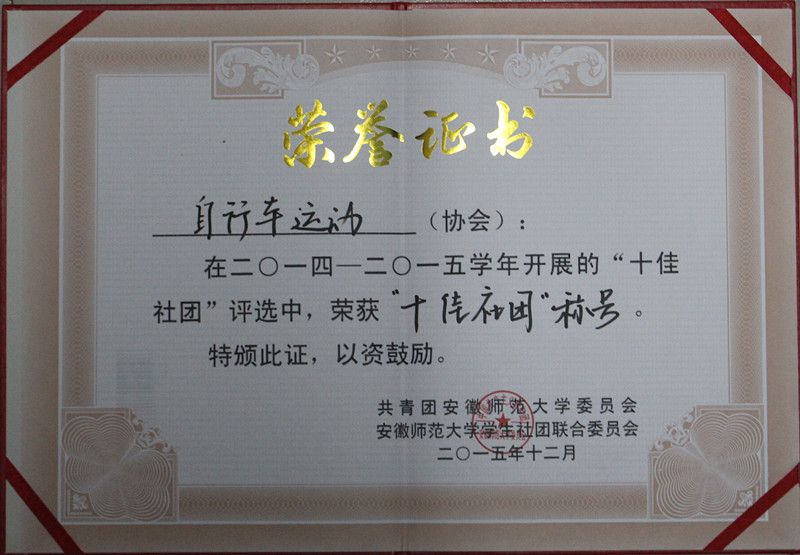 荣誉证书
自行车运动（协会）：
在二〇一四—二〇一五学年开展的“十佳
社团”评选中，荣获“十佳社团”称号。
特颁此证，以资鼓励。
共青团安徽师范大学委员会
安徽师范大学学生社团联合委员会
二〇一五年十二月